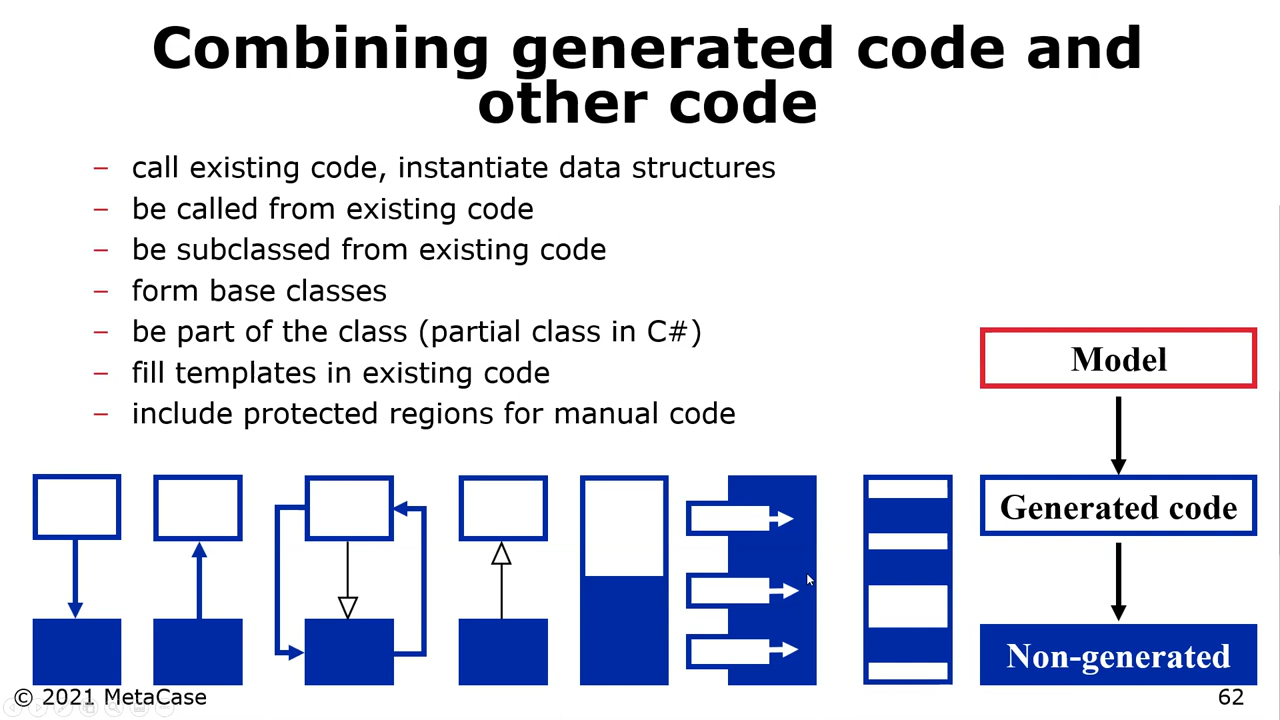 Combining generated code and
other code
– call existing code, instantiate data structures
– be called from existing code
– be subclassed from existing code
– form base classes
– be part of the class (partial class in C#)
– fill templates in existing code
– include protected regions for manual code
Model
Generated code
Non-generated
© 2021 MetaCase
62